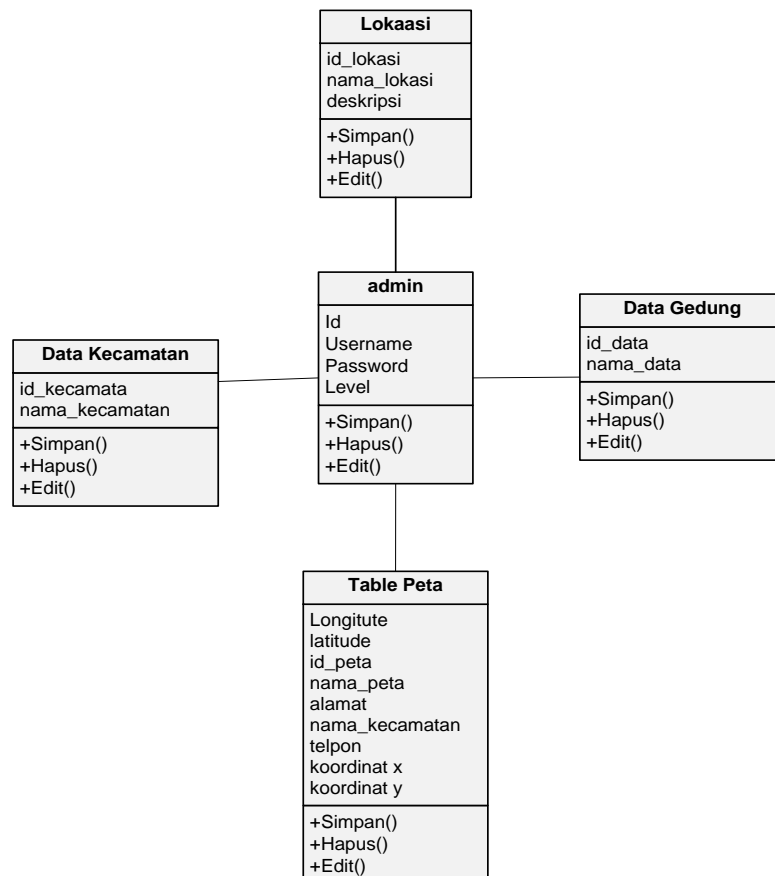 Lokaasi
id_lokasi
nama_lokasi
deskripsi
+Simpan()
+Hapus()
+Edit()
admin
Id
Username
Password
Level
+Simpan()
+Hapus()
+Edit()
Data Gedung
id_data
nama_data
+Simpan()
+Hapus()
+Edit()
Data Kecamatan
id_kecamata
nama_kecamatan
+Simpan()
+Hapus()
+Edit()
Table Peta
Longitute
latitude
id_peta
nama_peta
alamat
nama_kecamatan
telpon
koordinat x
koordinat y
+Simpan()
+Hapus()
+Edit()